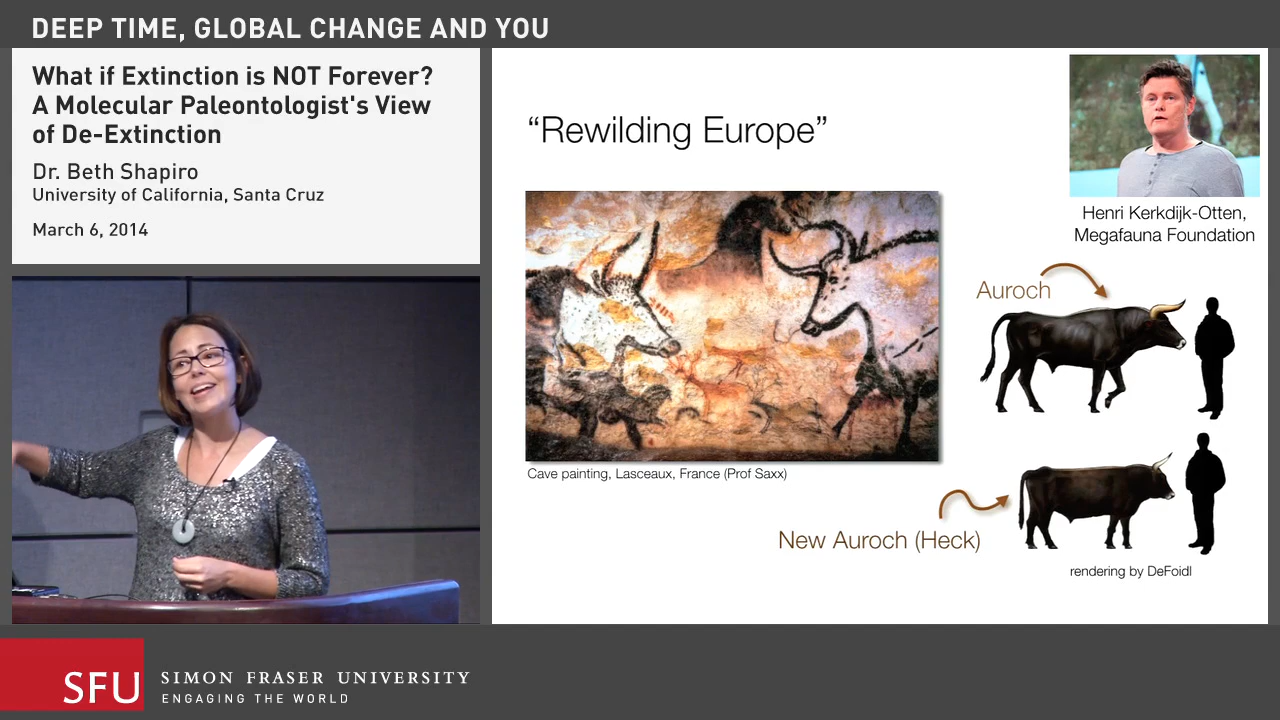 DEEP TIME, GLOBAL CHANGE AND YOU
What if Extinction is NOT Forever?
A Molecular Paleontologist's View
of De-Extinction
Dr. Beth Shapiro
University of California, Santa Cruz
March 6, 2014
“Rewilding Europe”
Henri Kerkdijk-Otten,
Megafauna Foundation
Auroch
Cave painting, Lasceaux, France (Prof Saxx)
New Auroch (Heck)
rendering by DeFoidl
SFU
SIMON FRASER UNIVERSITY
ENGAGING THE WORLD